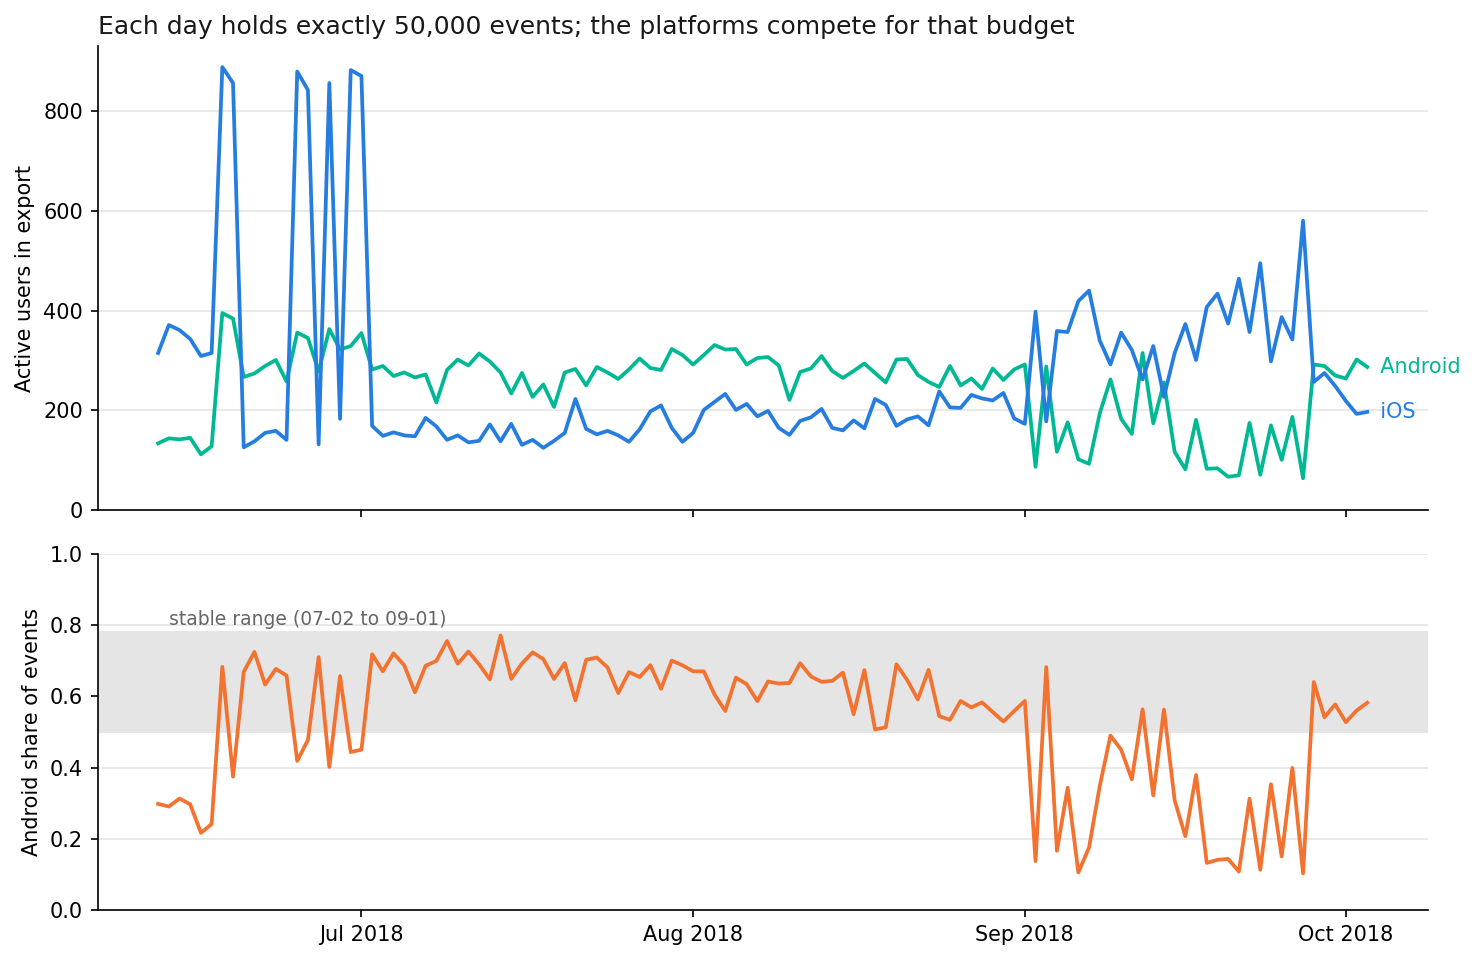 Each day holds exactly 50,000 events; the platforms compete for that budget
Active users in export
800
600
400
200
0
Android
iOS
Android share of events
1.0
0.8
0.6
0.4
0.2
0.0
stable range (07-02 to 09-01)
Jul 2018
Aug 2018
Sep 2018
Oct 2018